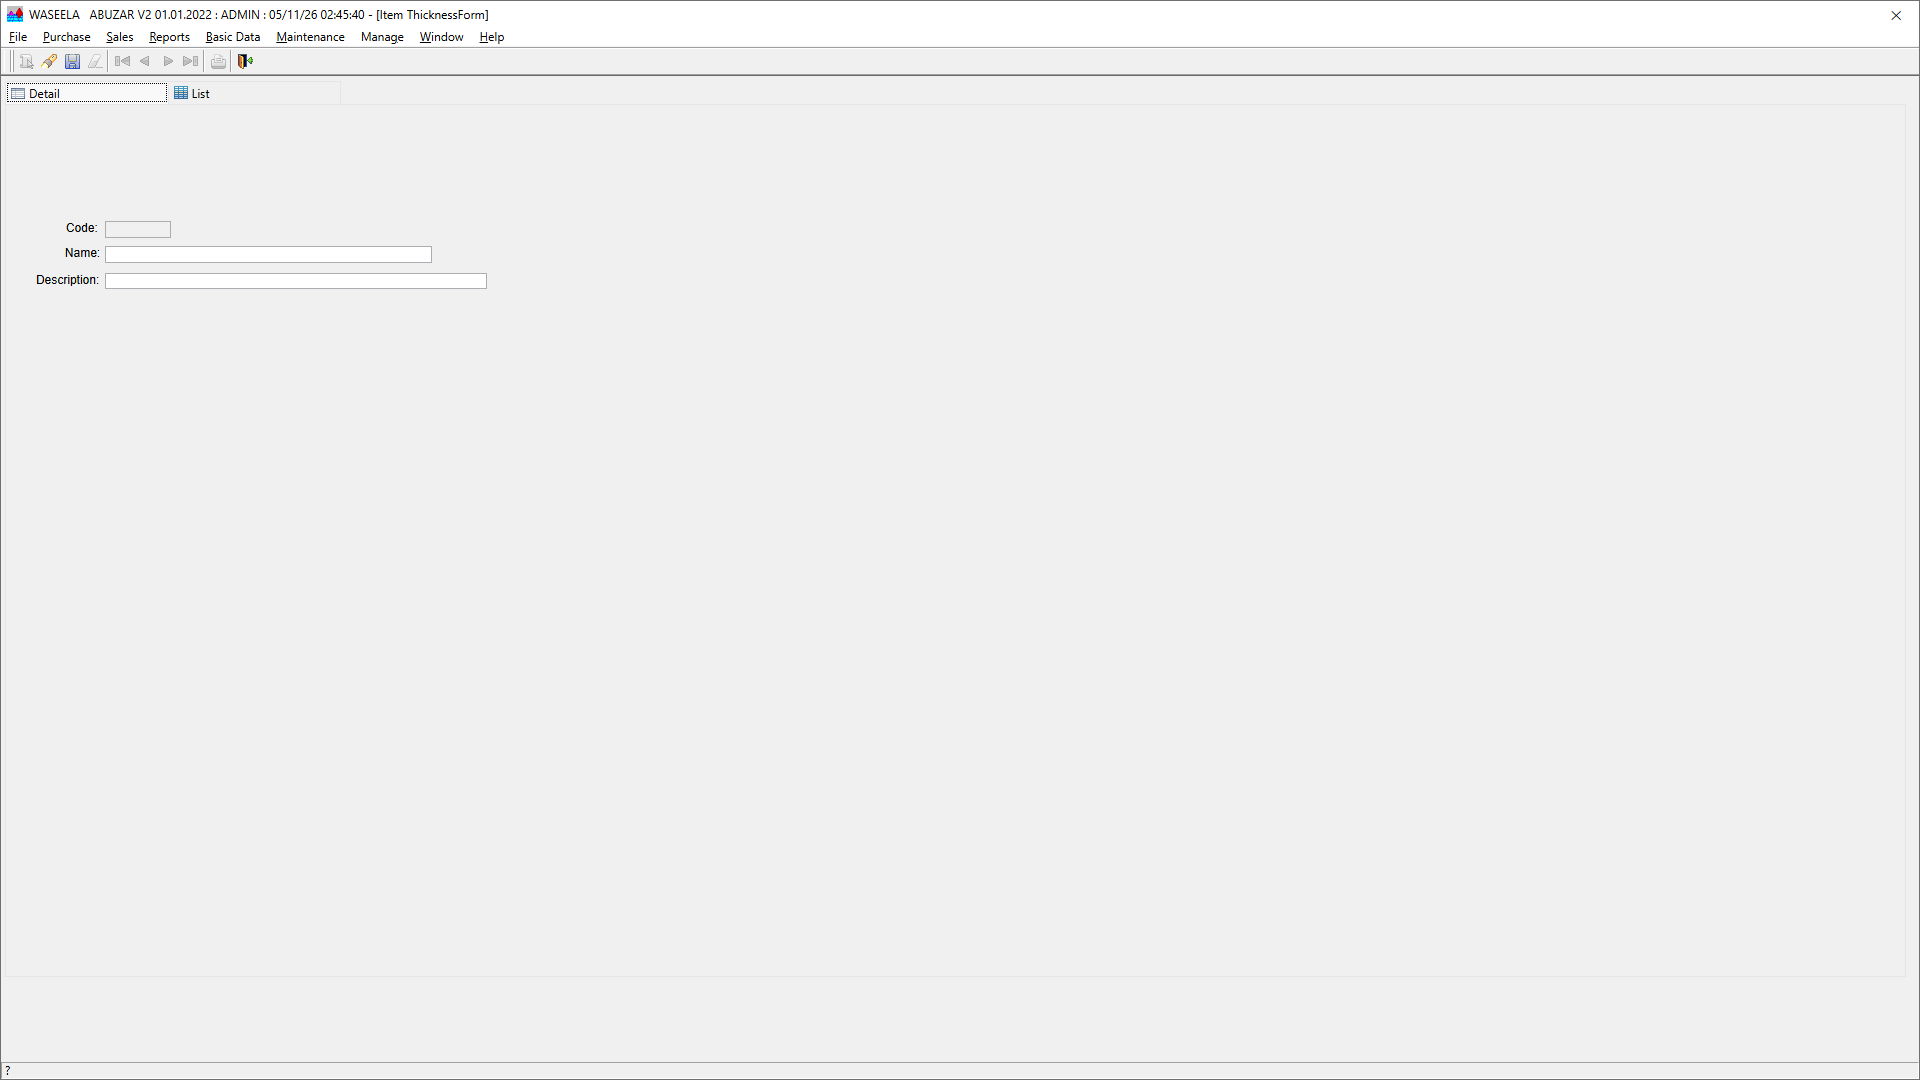 WASEELA   ABUZAR V2 01.01.2022 : ADMIN : 05/11/26 02:45:40 - [Item ThicknessForm]
File Purchase Sales Reports Basic Data Maintenance Manage Window Help
Detail List
Code:
Name:
Description:
?